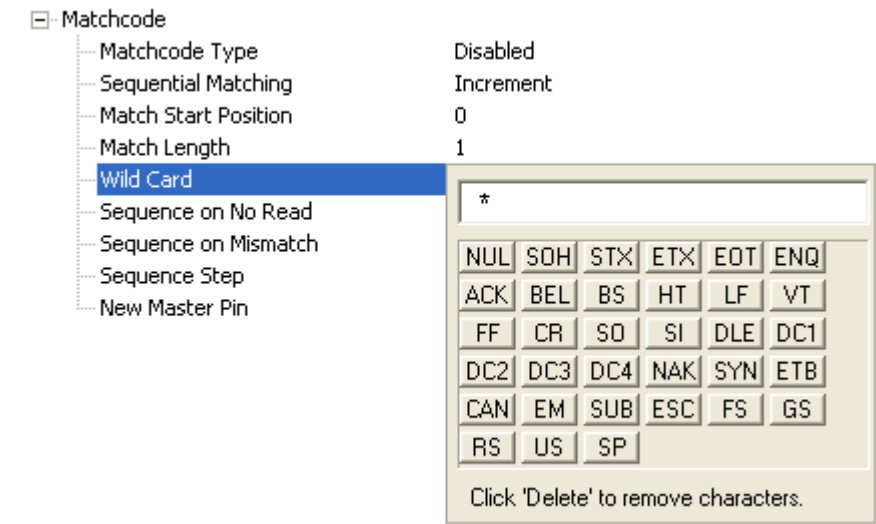 Matchcode
Matchcode Type Disabled
Sequential Matching Increment
Match Start Position 0
Match Length 1
Wild Card
*
Sequence on No Read
Sequence on Mismatch
Sequence Step
New Master Pin
NUL SOH STX ETX EOT ENQ
ACK BEL BS HT LF VT
FF CR SO SI DLE DC1
DC2 DC3 DC4 NAK SYN ETB
CAN EM SUB ESC FS GS
RS US SP
Click 'Delete' to remove characters.